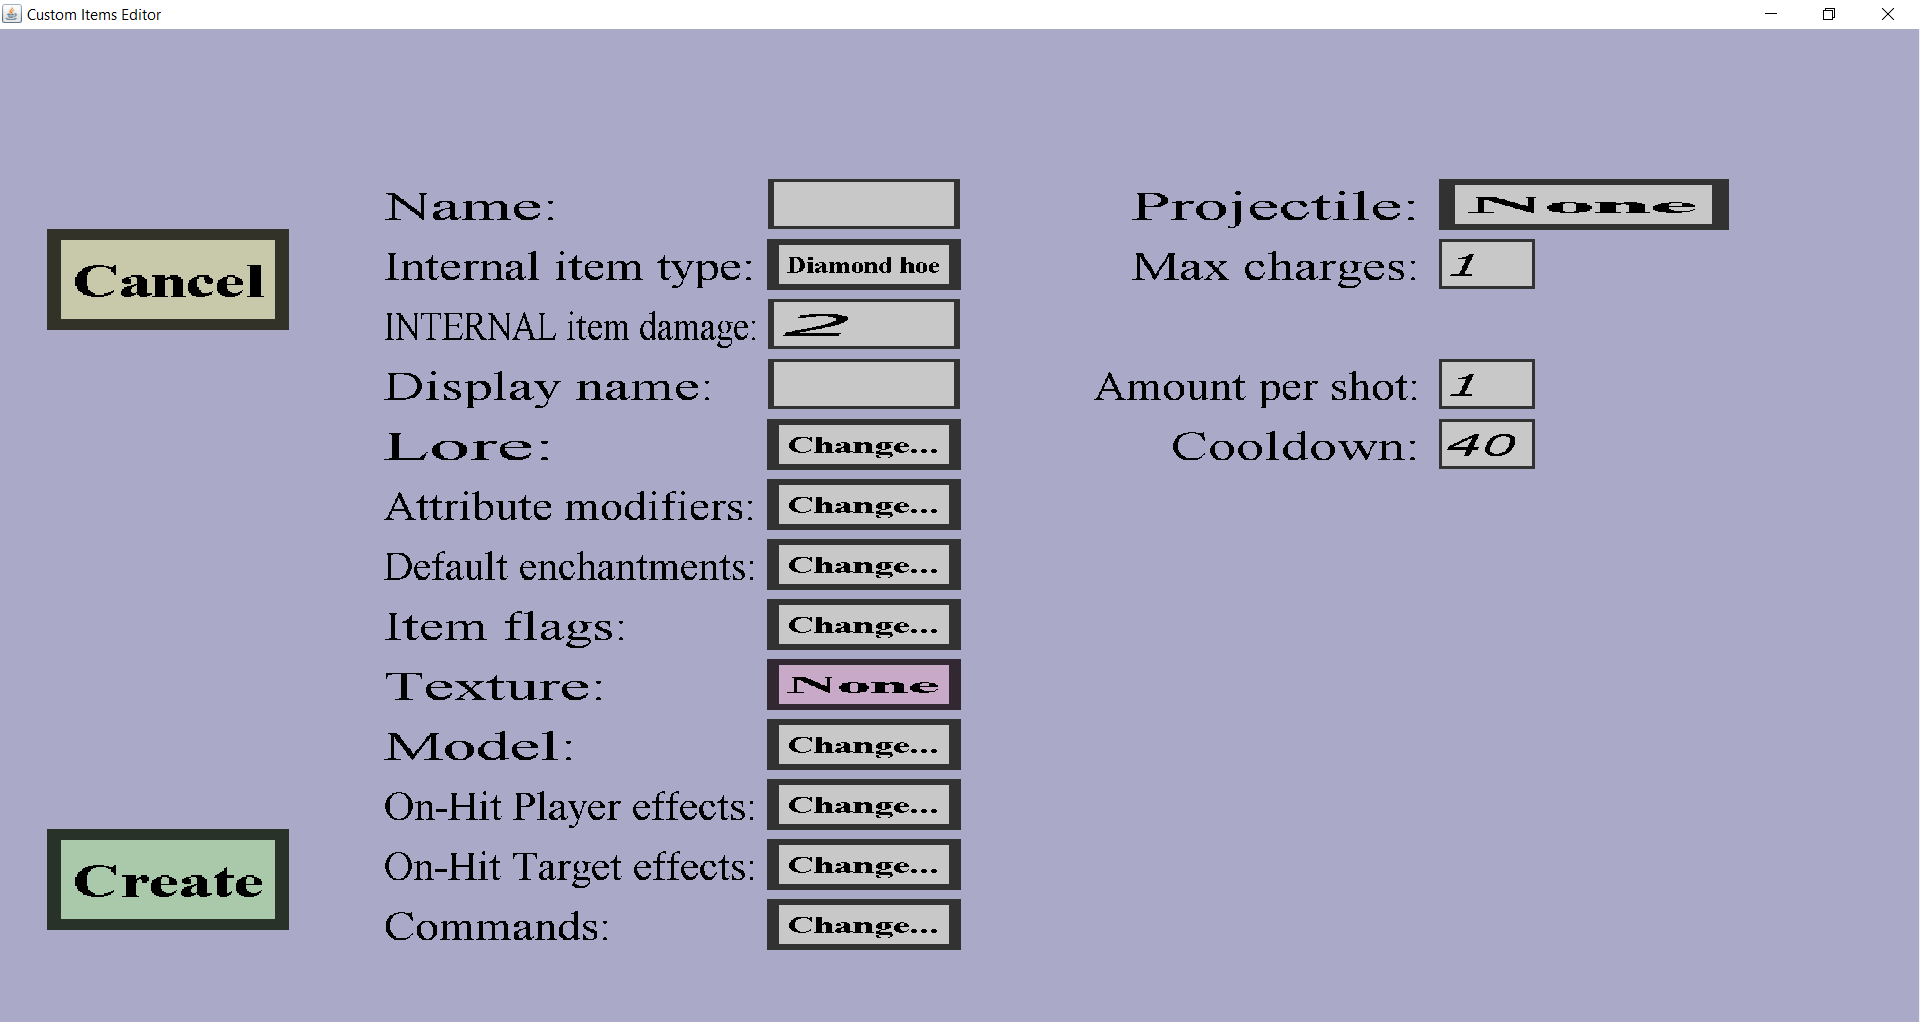 Custom Items Editor
Cancel
Create
Name:
Internal item type: Diamond hoe
INTERNAL item damage: 2
Display name:
Lore: Change...
Attribute modifiers: Change...
Default enchantments: Change...
Item flags: Change...
Texture: None
Model: Change...
On-Hit Player effects: Change...
On-Hit Target effects: Change...
Commands: Change...
Projectile: None
Max charges: 1
Amount per shot: 1
Cooldown: 40